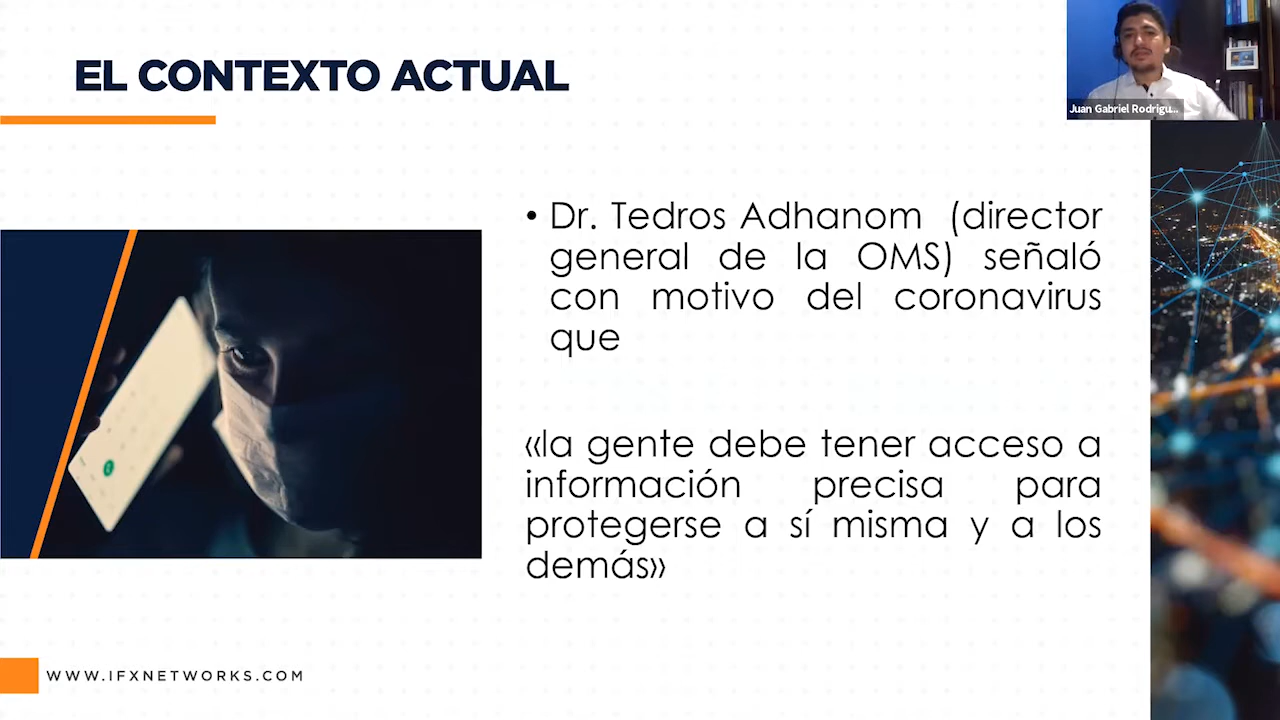 EL CONTEXTO ACTUAL
Juan Gabriel Rodrigu...
• Dr. Tedros Adhanom (director
general de la OMS) señaló
con motivo del coronavirus
que
«la gente debe tener acceso a
información precisa para
protegerse a sí misma y a los
demás»
WWW.IFXNETWORKS.COM